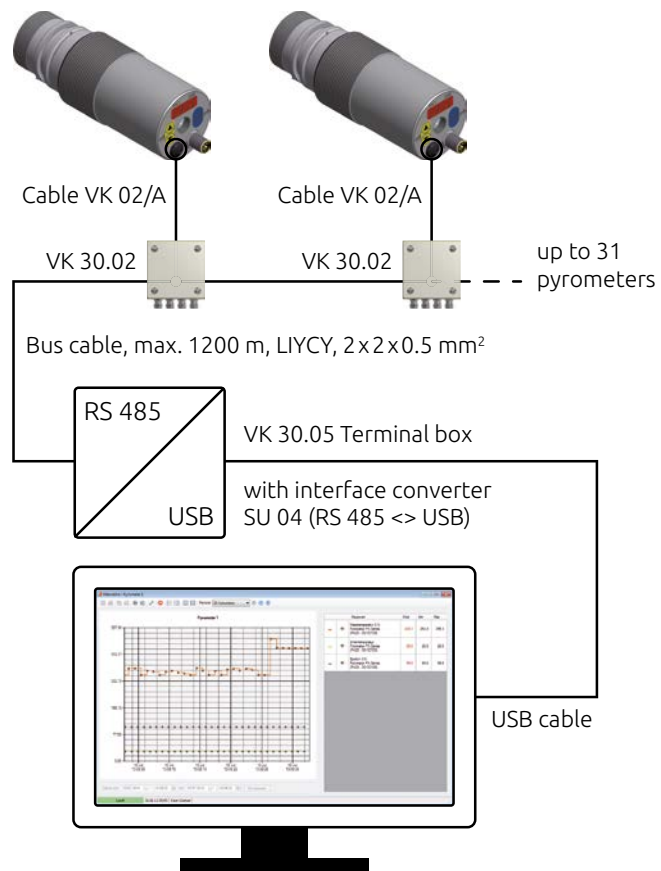 Cable VK 02/A
Cable VK 02/A
VK 30.02
VK 30.02
up to 31
pyrometers
Bus cable, max. 1200 m, LIYCY, 2 x 2 x 0.5 mm²
RS 485
USB
VK 30.05 Terminal box
with interface converter
SU 04 (RS 485 <> USB)
Pyrometer 1
USB cable